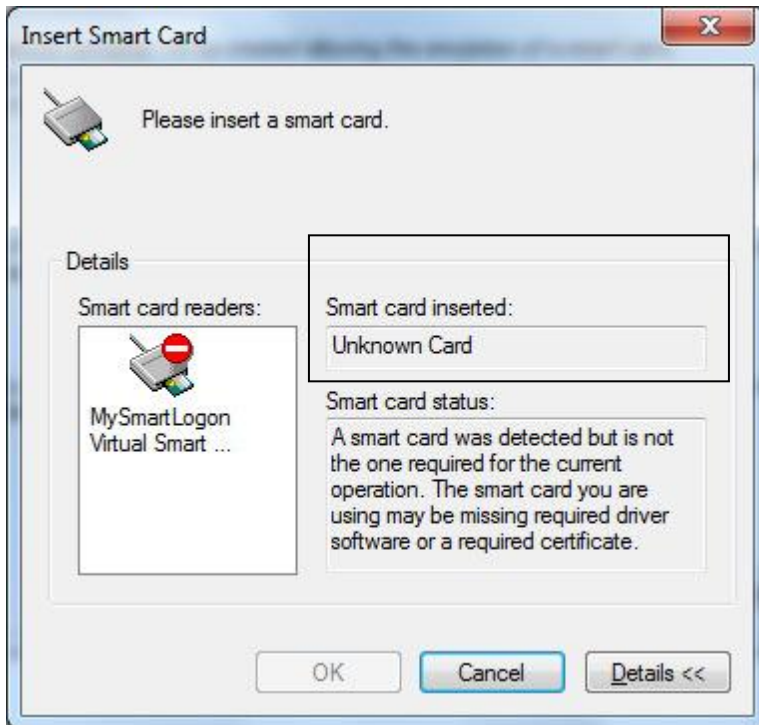 Insert Smart Card
Please insert a smart card.
Details
Smart card readers:
MySmartLogon
Virtual Smart ...
Smart card inserted:
Unknown Card
Smart card status:
A smart card was detected but is not
the one required for the current
operation. The smart card you are
using may be missing required driver
software or a required certificate.
OK
Cancel
Details <<